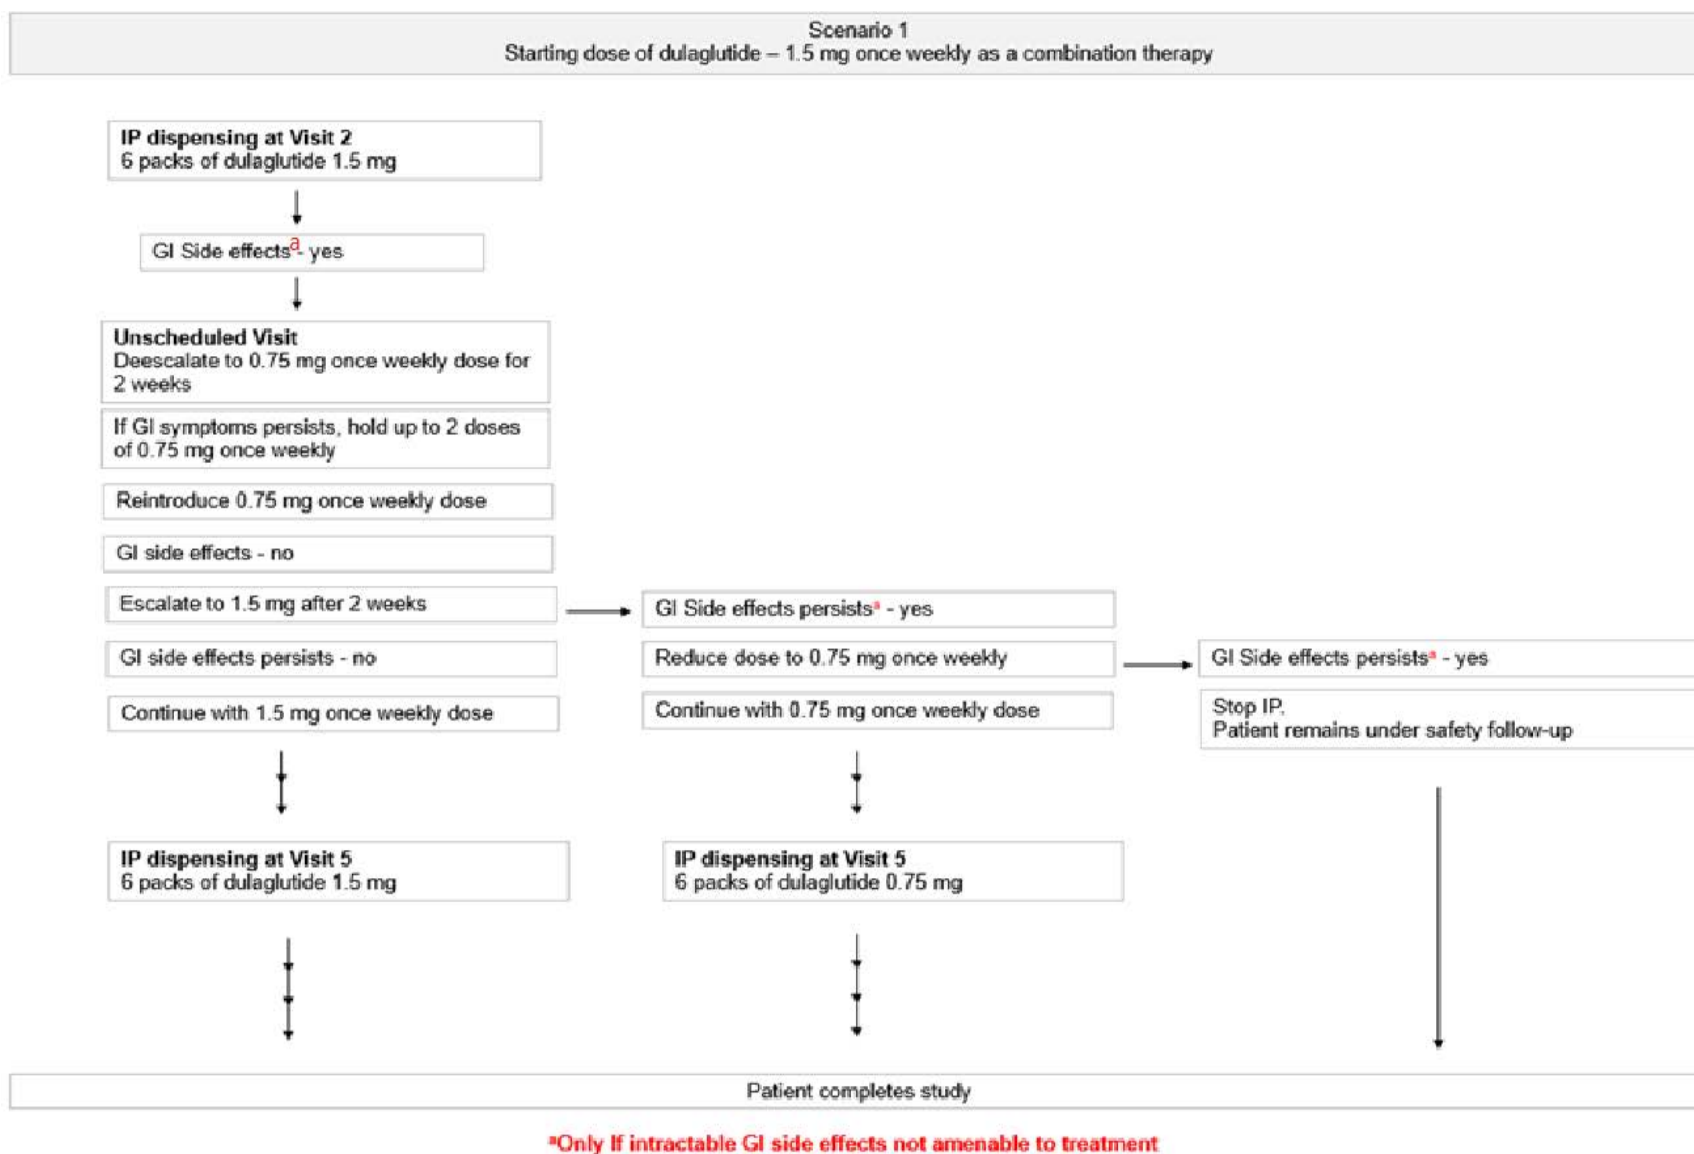 Scenario 1
Starting dose of dulaglutide – 1.5 mg once weekly as a combination therapy
IP dispensing at Visit 2
6 packs of dulaglutide 1.5 mg
GI Side effectsa- yes
Unscheduled Visit
Deescalate to 0.75 mg once weekly dose for
2 weeks
If GI symptoms persists, hold up to 2 doses
of 0.75 mg once weekly
Reintroduce 0.75 mg once weekly dose
GI side effects - no
Escalate to 1.5 mg after 2 weeks
GI side effects persists - no
Continue with 1.5 mg once weekly dose
IP dispensing at Visit 5
6 packs of dulaglutide 1.5 mg
GI Side effects persistsa - yes
Reduce dose to 0.75 mg once weekly
Continue with 0.75 mg once weekly dose
IP dispensing at Visit 5
6 packs of dulaglutide 0.75 mg
GI Side effects persistsa - yes
Stop IP.
Patient remains under safety follow-up
Patient completes study
aOnly If intractable GI side effects not amenable to treatment